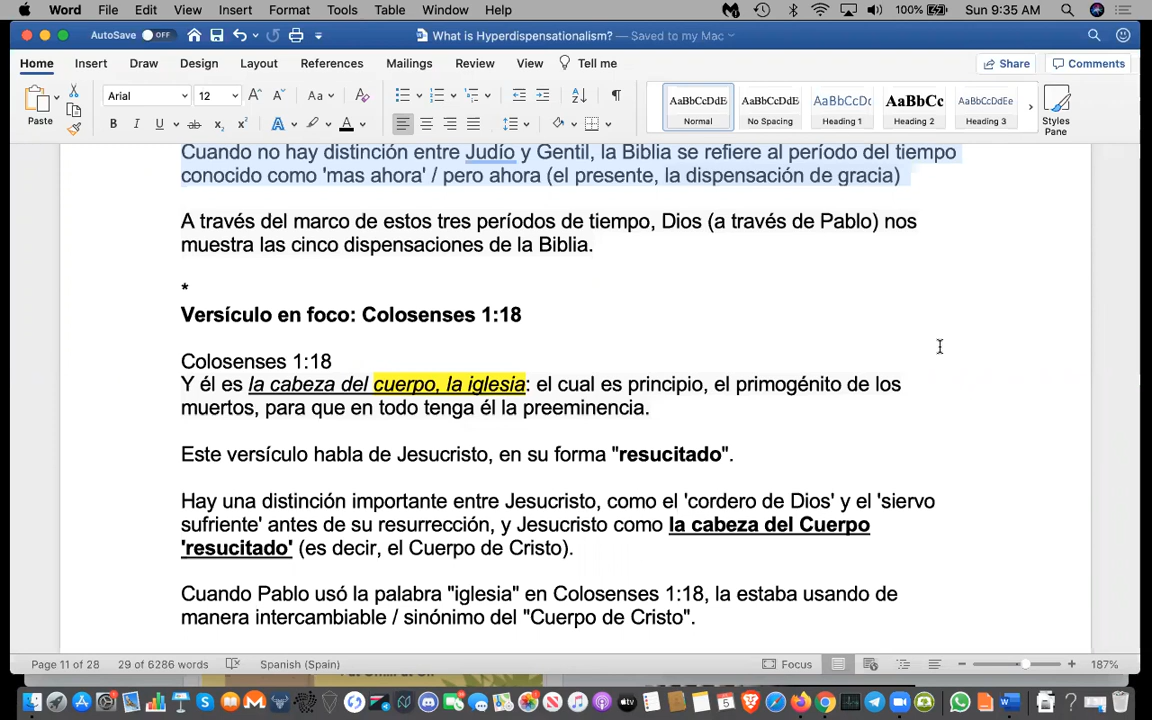 Word File Edit View Insert Format Tools Table Window Help 100% Sun 9:35 AM
AutoSave OFF What is Hyperdispensationalism? — Saved to my Mac
Home Insert Draw Design Layout References Mailings Review View Tell me Share Comments
Paste Arial 12 Aa A B I U ab x₂ x² A A AaBbCcDdE Normal AaBbCcDdE No Spacing AaBbCcDc Heading 1 AaBbCc Heading 2 AaBbCcDdEe Heading 3 Styles Pane
Cuando no hay distinción entre Judío y Gentil, la Biblia se refiere al período del tiempo
conocido como 'mas ahora' / pero ahora (el presente, la dispensación de gracia)
A través del marco de estos tres períodos de tiempo, Dios (a través de Pablo) nos
muestra las cinco dispensaciones de la Biblia.
*
Versículo en foco: Colosenses 1:18
Colosenses 1:18
Y él es la cabeza del cuerpo, la iglesia: el cual es principio, el primogénito de los
muertos, para que en todo tenga él la preeminencia.
Este versículo habla de Jesucristo, en su forma "resucitado".
Hay una distinción importante entre Jesucristo, como el 'cordero de Dios' y el 'siervo
sufriente' antes de su resurrección, y Jesucristo como la cabeza del Cuerpo
'resucitado' (es decir, el Cuerpo de Cristo).
Cuando Pablo usó la palabra "iglesia" en Colosenses 1:18, la estaba usando de
manera intercambiable / sinónimo del "Cuerpo de Cristo".
Page 11 of 28 29 of 6286 words Spanish (Spain) Focus 187%